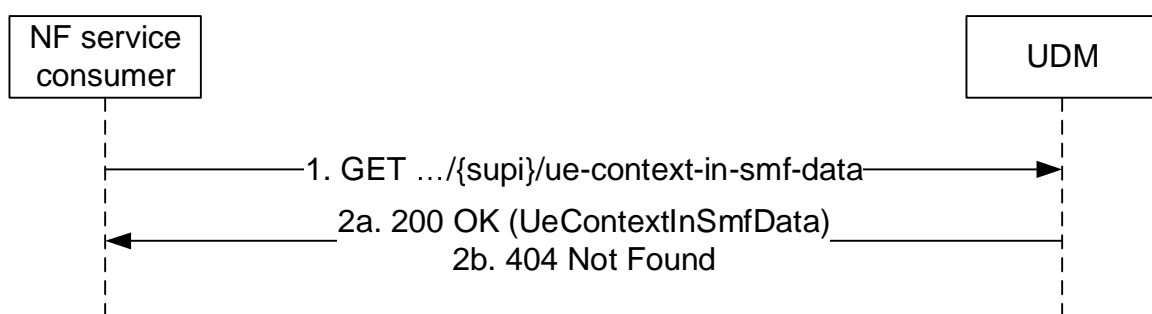 NF service
consumer
UDM
1. GET …/{supi}/ue-context-in-smf-data
2a. 200 OK (UeContextInSmfData)
2b. 404 Not Found